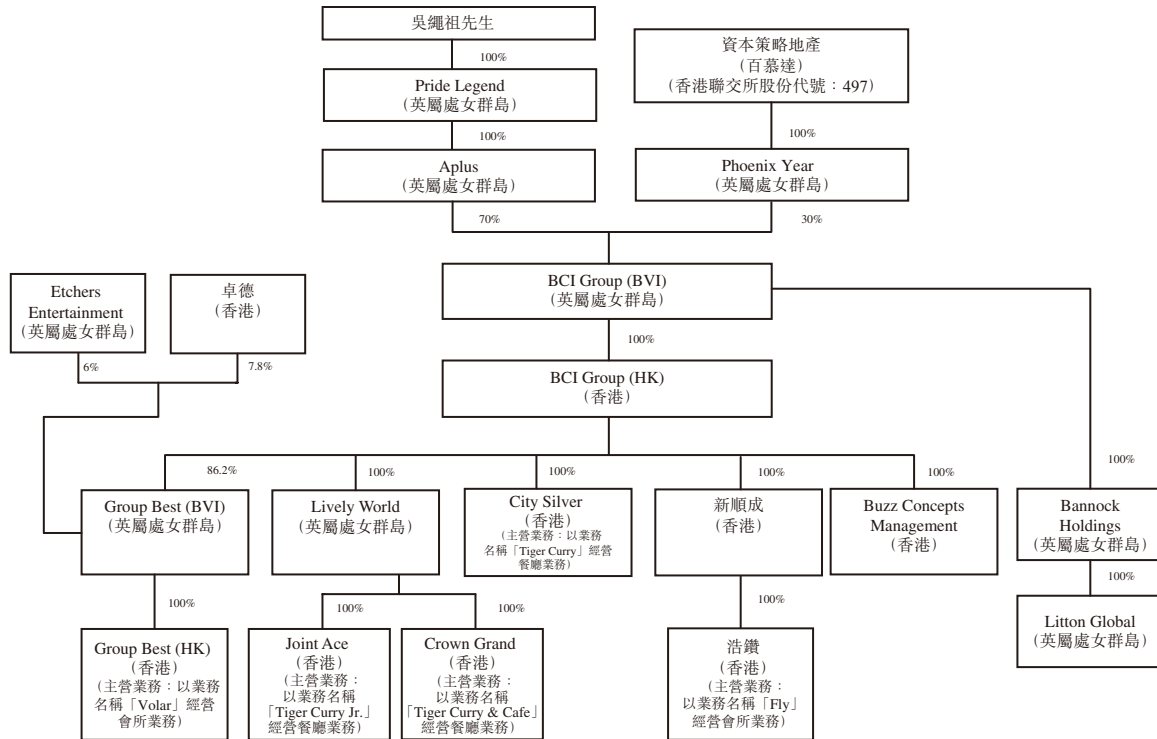 吳繩祖先生
100%
Pride Legend
（英屬處女群島）
100%
Aplus
（英屬處女群島）
70%
資本策略地產
（百慕達）
（香港聯交所股份代號：497）
100%
Phoenix Year
（英屬處女群島）
30%
BCI Group (BVI)
（英屬處女群島）
100%
BCI Group (HK)
（香港）
Etchers
Entertainment
（英屬處女群島）
6%
卓德
（香港）
7.8%
86.2%
Group Best (BVI)
（英屬處女群島）
100%
Group Best (HK)
（香港）
（主營業務：以業務
名稱「Volar」經營
會所業務）
100%
Lively World
（英屬處女群島）
100%
Joint Ace
（香港）
（主營業務：
以業務名稱
「Tiger Curry Jr.」
經營餐廳業務）
100%
Crown Grand
（香港）
（主營業務：
以業務名稱
「Tiger Curry & Cafe」
經營餐廳業務）
100%
City Silver
（香港）
（主營業務：以業務
名稱「Tiger Curry」經營
餐廳業務）
100%
新順成
（香港）
100%
浩鑽
（香港）
（主營業務：
以業務名稱「Fly」
經營會所業務）
100%
Buzz Concepts
Management
（香港）
100%
Bannock
Holdings
（英屬處女群島）
100%
Litton Global
（英屬處女群島）